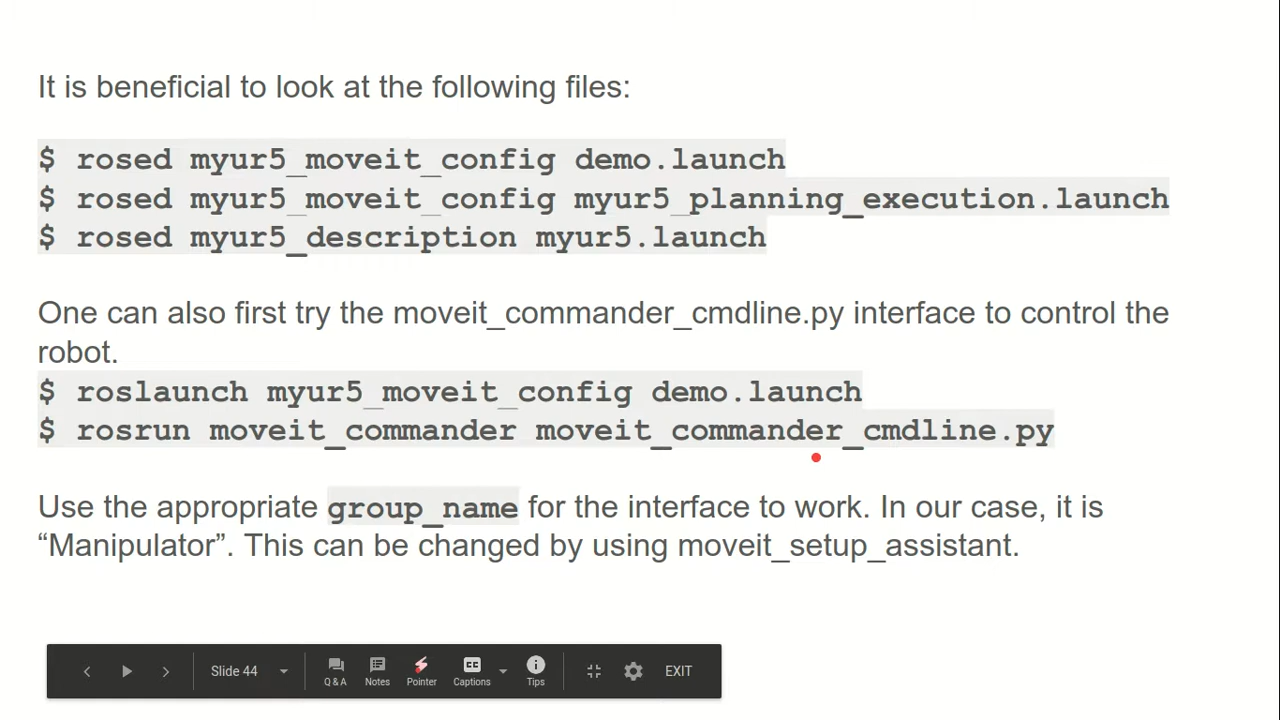 It is beneficial to look at the following files:
$ rosed myur5_moveit_config demo.launch
$ rosed myur5_moveit_config myur5_planning_execution.launch
$ rosed myur5_description myur5.launch
One can also first try the moveit_commander_cmdline.py interface to control the
robot.
$ roslaunch myur5_moveit_config demo.launch
$ rosrun moveit_commander moveit_commander_cmdline.py
Use the appropriate group_name for the interface to work. In our case, it is
“Manipulator”. This can be changed by using moveit_setup_assistant.
Slide 44
Q & A
Notes
Pointer
CC
Captions
Tips
EXIT